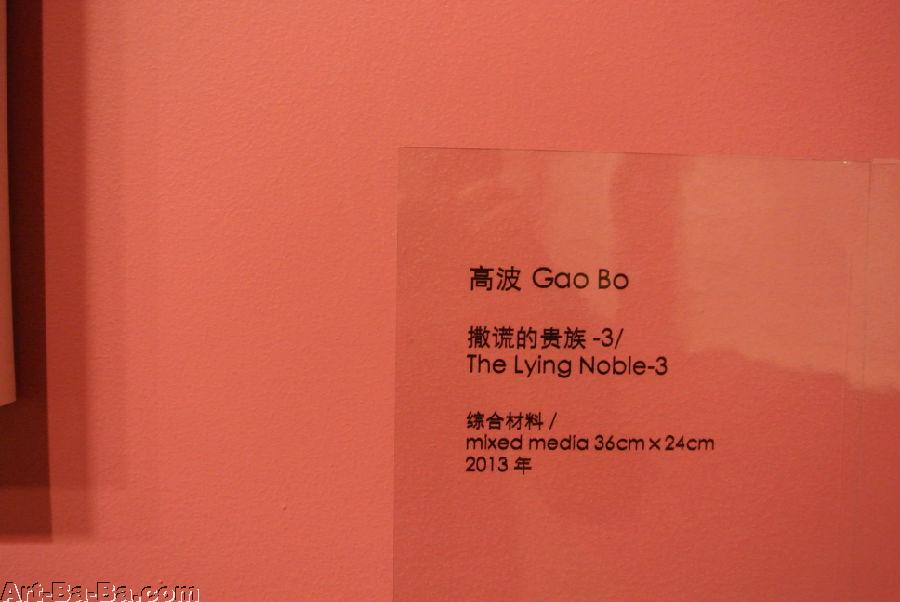 高波 Gao Bo
撒谎的贵族 -3/
The Lying Noble-3
综合材料 /
mixed media 36cm x 24cm
2013 年
Art-Ba-Ba.com